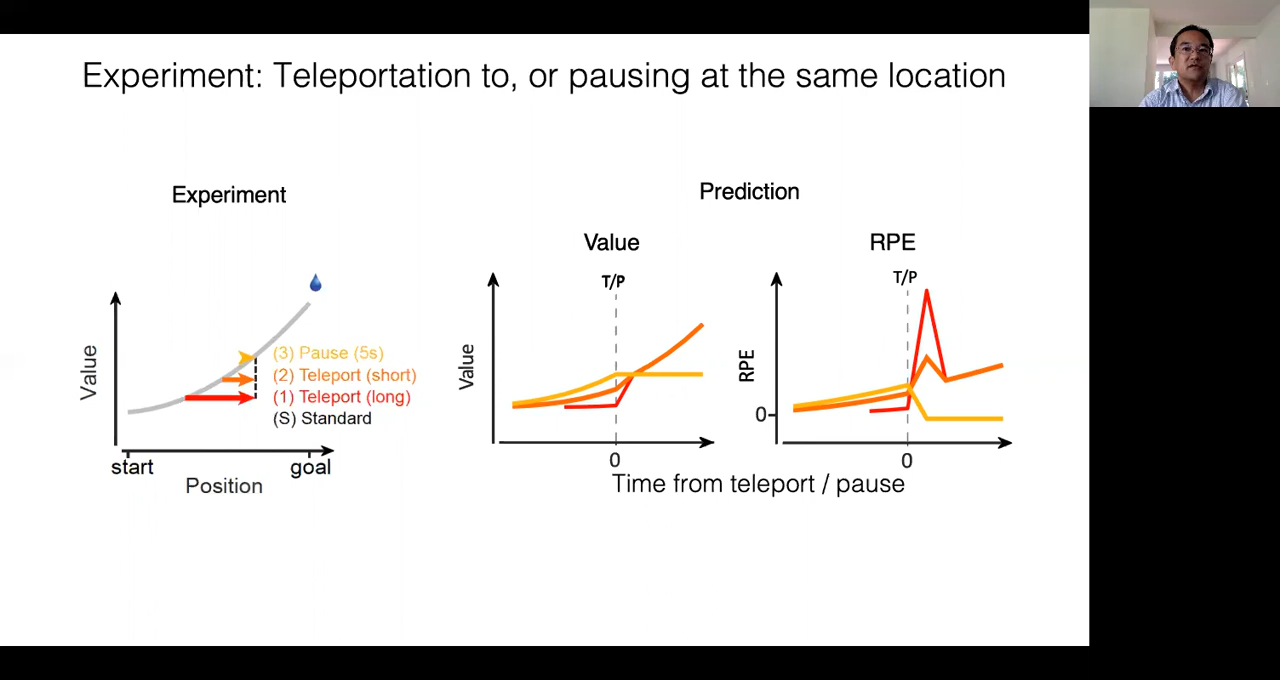 Experiment: Teleportation to, or pausing at the same location
Experiment
Value
(3) Pause (5s)
(2) Teleport (short)
(1) Teleport (long)
(S) Standard
start
goal
Position
Prediction
Value
T/P
Value
0
RPE
T/P
RPE
0
0
Time from teleport / pause